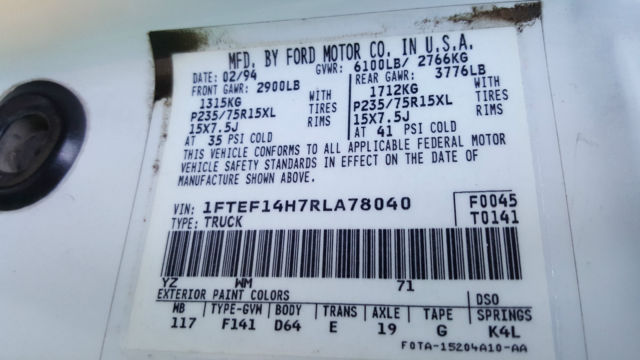 MFD. BY FORD MOTOR CO. IN U.S.A.
DATE: 02/94 GVWR: 6100LB/ 2766KG
FRONT GAWR: 2900LB REAR GAWR: 3776LB
1315KG WITH 1712KG WITH
P235/75R15XL TIRES P235/75R15XL TIRES
15X7.5J RIMS 15X7.5J RIMS
AT 35 PSI COLD AT 41 PSI COLD
THIS VEHICLE CONFORMS TO ALL APPLICABLE FEDERAL MOTOR
VEHICLE SAFETY STANDARDS IN EFFECT ON THE DATE OF
MANUFACTURE SHOWN ABOVE.
VIN: 1FTEF14H7RLA78040 F0045
TYPE: TRUCK T0141
YZ WM 71
EXTERIOR PAINT COLORS DSO
WB TYPE-GVW BODY TRANS AXLE TAPE SPRINGS
117 F141 D64 E 19 G K4L
F0TA-15204A10-AA